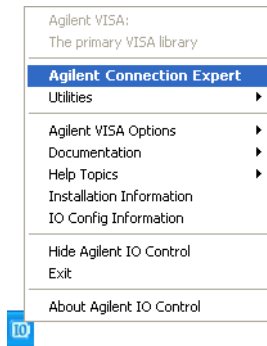 Agilent VISA:
The primary VISA library
Agilent Connection Expert
Utilities
Agilent VISA Options
Documentation
Help Topics
Installation Information
IO Config Information
Hide Agilent IO Control
Exit
About Agilent IO Control
IO